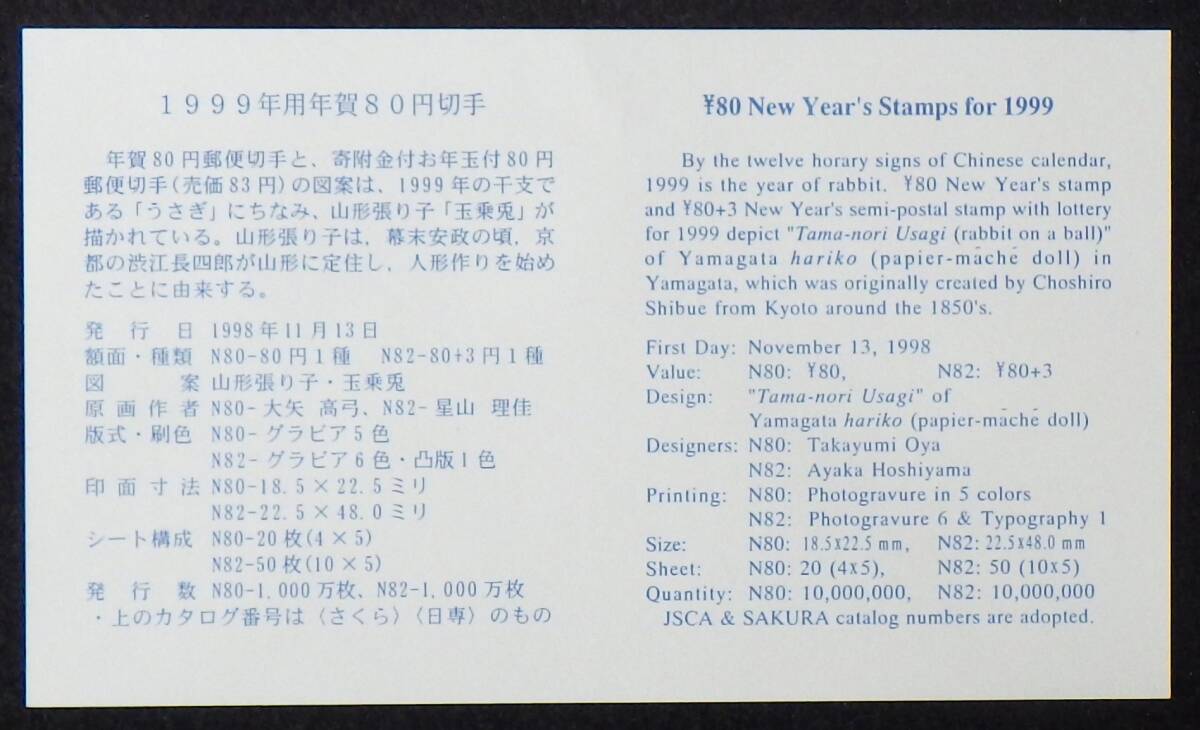 1999年用年賀80円切手
年賀80円郵便切手と、寄附金付お年玉付80円
郵便切手(売価83円)の図案は、1999年の干支で
ある「うさぎ」にちなみ、山形張り子「玉乗兎」が
描かれている。山形張り子は、幕末安政の頃、京
都の渋江長四郎が山形に定住し、人形作りを始め
たことに由来する。
発行日 1998年11月13日
額面・種類 N80-80円1種 N82-80+3円1種
図案 山形張り子・玉乗兎
原画作者 N80-大矢 高弓、N82-星山 理佳
版式・刷色 N80-グラビア5色
N82-グラビア6色・凸版1色
印面寸法 N80-18.5×22.5ミリ
N82-22.5×48.0ミリ
シート構成 N80-20枚(4×5)
N82-50枚(10×5)
発行数 N80-1,000万枚、N82-1,000万枚
・上のカタログ番号は〈さくら〉〈日専〉のもの
¥80 New Year's Stamps for 1999
By the twelve horary signs of Chinese calendar,
1999 is the year of rabbit. ¥80 New Year's stamp
and ¥80+3 New Year's semi-postal stamp with lottery
for 1999 depict "Tama-nori Usagi (rabbit on a ball)"
of Yamagata hariko (papier-māchē doll) in
Yamagata, which was originally created by Choshiro
Shibue from Kyoto around the 1850's.
First Day: November 13, 1998
Value: N80: ¥80, N82: ¥80+3
Design: "Tama-nori Usagi" of
Yamagata hariko (papier-māchē doll)
Designers: N80: Takayumi Oya
N82: Ayaka Hoshiyama
Printing: N80: Photogravure in 5 colors
N82: Photogravure 6 & Typography 1
Size: N80: 18.5x22.5 mm, N82: 22.5x48.0 mm
Sheet: N80: 20 (4x5), N82: 50 (10x5)
Quantity: N80: 10,000,000, N82: 10,000,000
JSCA & SAKURA catalog numbers are adopted.